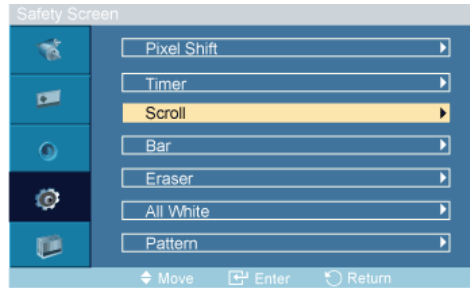 Safety Screen
Pixel Shift
Timer
Scroll
Bar
Eraser
All White
Pattern
Move Enter Return